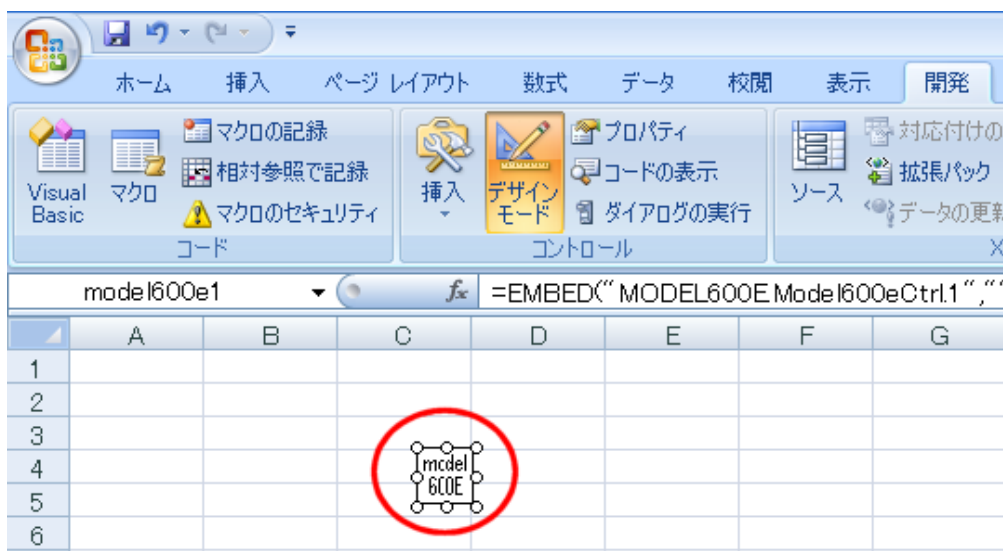 ホーム 挿入 ページ レイアウト 数式 データ 校閲 表示 開発
Visual Basic
マクロ
マクロの記録
相対参照で記録
マクロのセキュリティ
コード
挿入
デザイン
モード
プロパティ
コードの表示
ダイアログの実行
コントロール
ソース
対応付けの
拡張パック
データの更新
X
model600e1 fx =EMBED("MODEL600E.Model600eCtrl.1","
A B C D E F G
1
2
3
4
5
6
model
600E